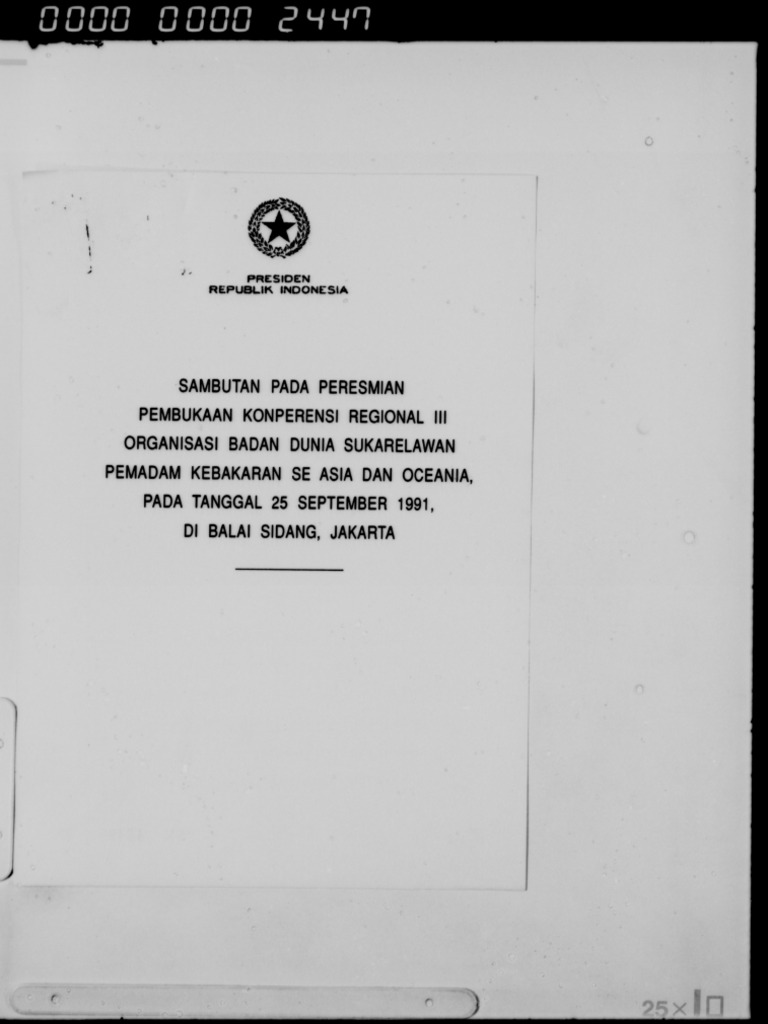 0000 0000 2447
PRESIDEN
REPUBLIK INDONESIA
SAMBUTAN PADA PERESMIAN
PEMBUKAAN KONPERENSI REGIONAL III
ORGANISASI BADAN DUNIA SUKARELAWAN
PEMADAM KEBAKARAN SE ASIA DAN OCEANIA,
PADA TANGGAL 25 SEPTEMBER 1991,
DI BALAI SIDANG, JAKARTA
25×